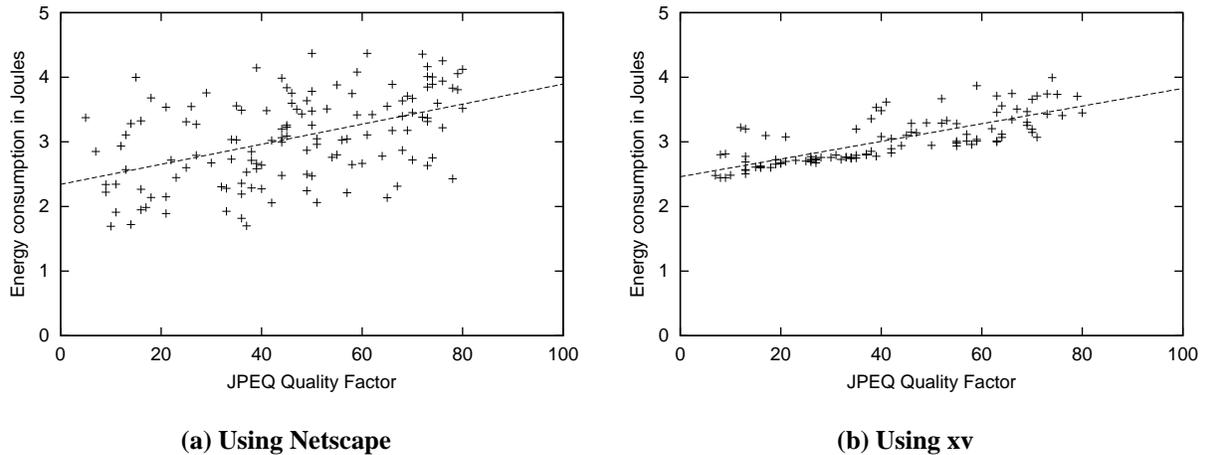 5
4
3
2
1
0
0 20 40 60 80 100
Energy consumption in Joules
JPEQ Quality Factor
(a) Using Netscape
5
4
3
2
1
0
0 20 40 60 80 100
Energy consumption in Joules
JPEQ Quality Factor
(b) Using xv